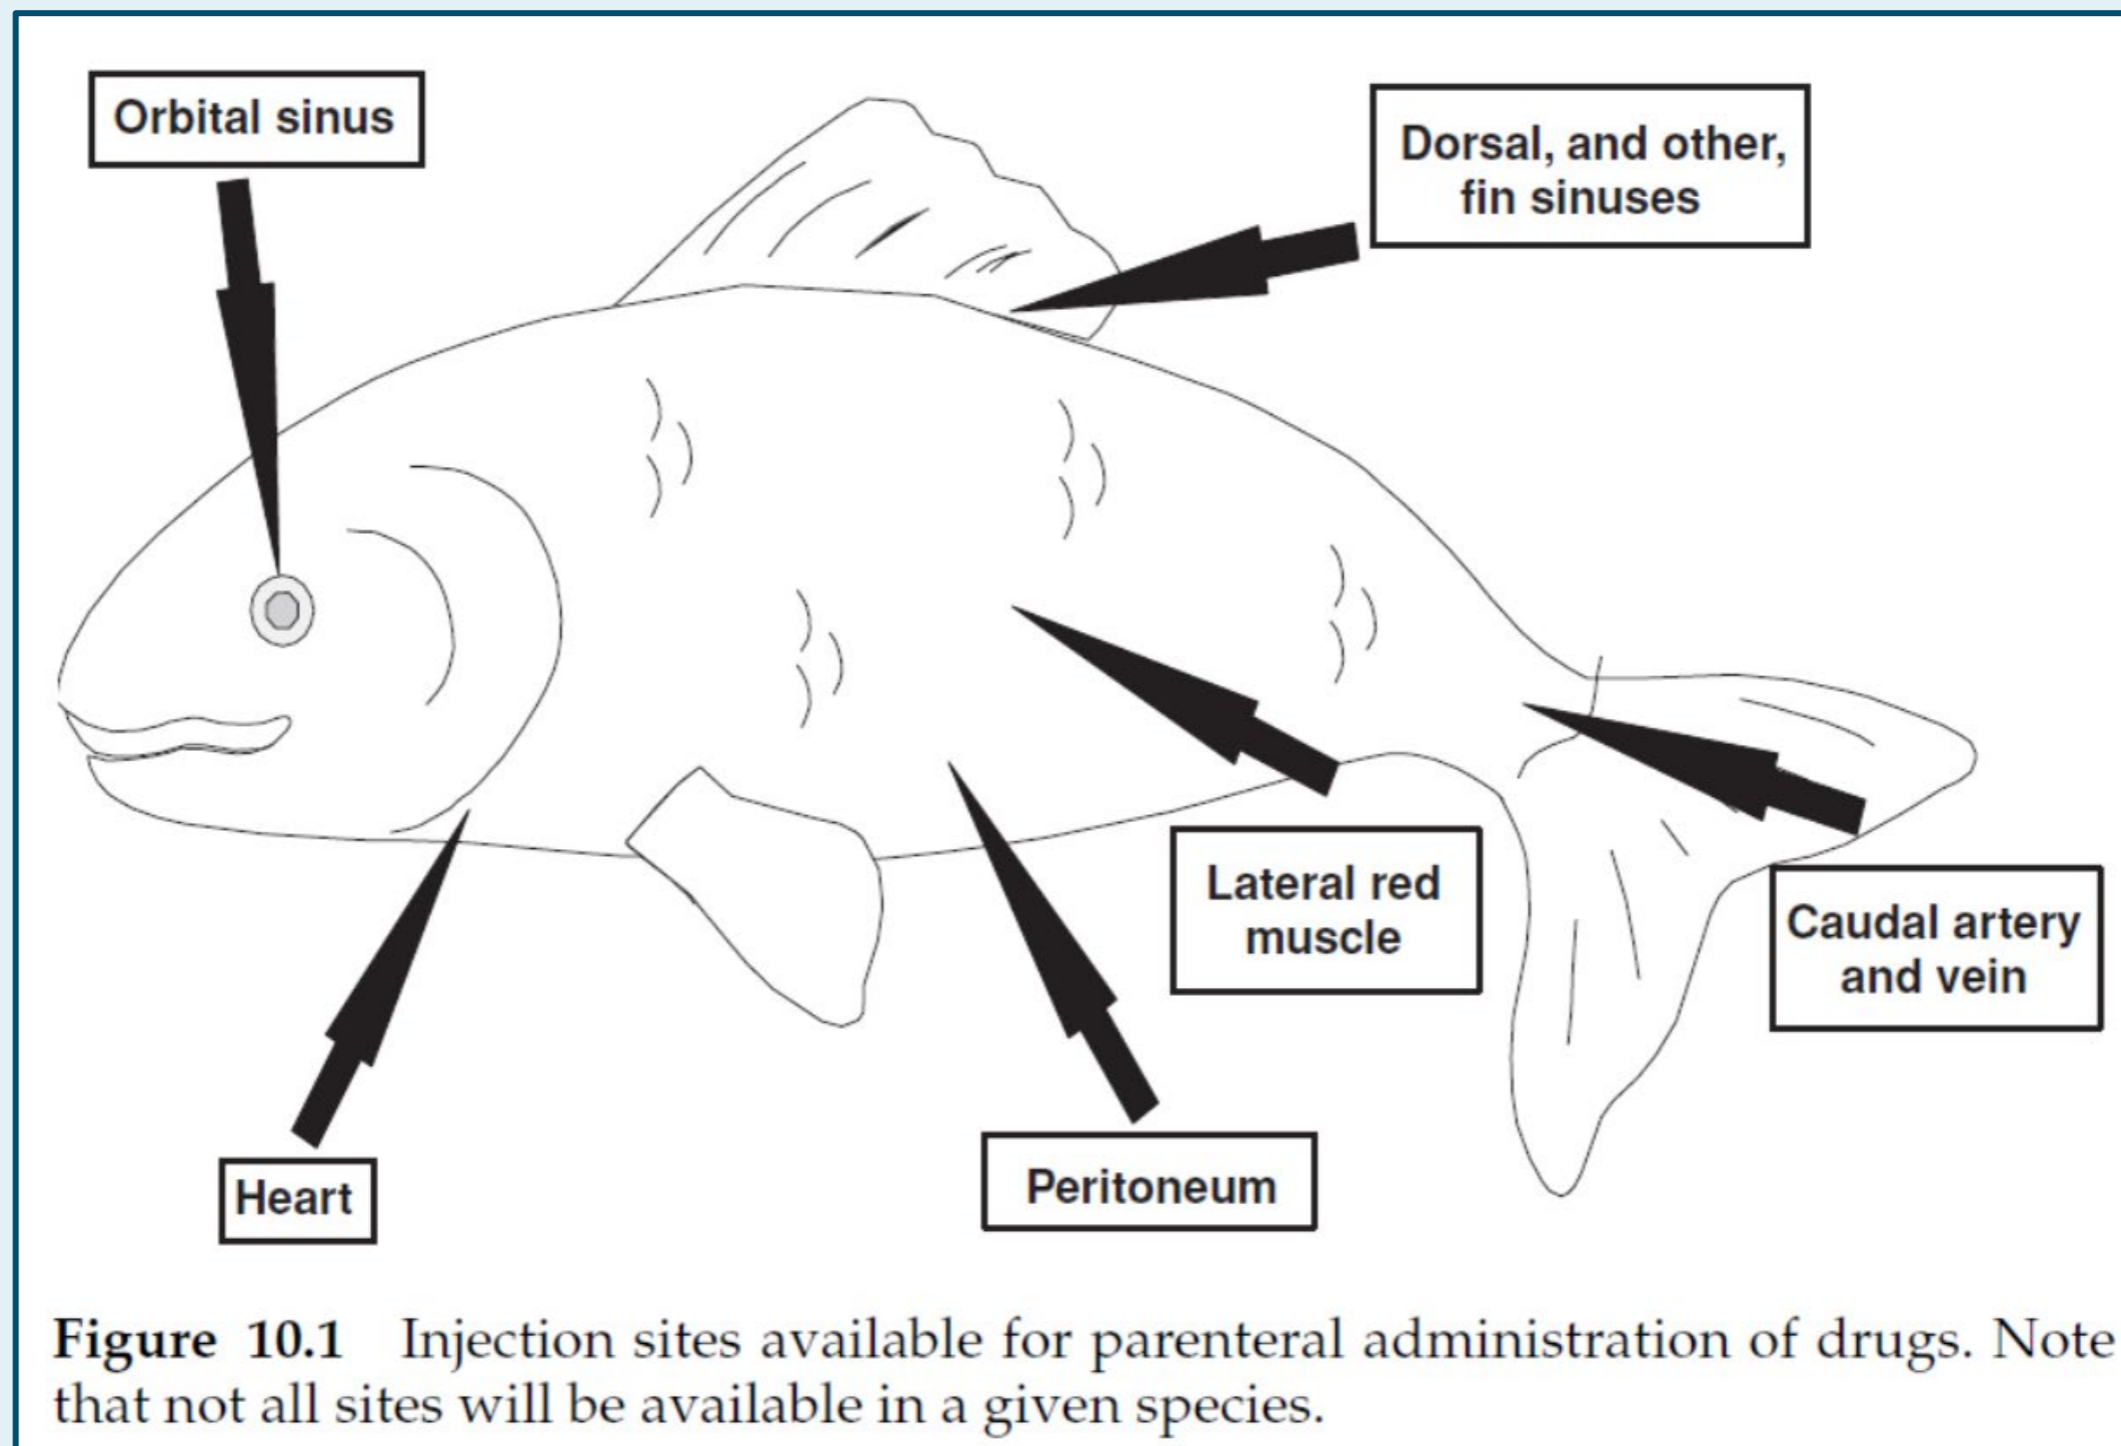 Orbital sinus
Dorsal, and other,
fin sinuses
Lateral red
muscle
Caudal artery
and vein
Heart
Peritoneum
Figure 10.1 Injection sites available for parenteral administration of drugs. Note
that not all sites will be available in a given species.